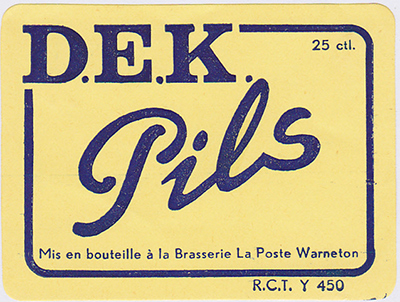 D.E.K.
25 ctl.
Pils
Mis en bouteille à la Brasserie La Poste Warneton
R.C.T. Y 450